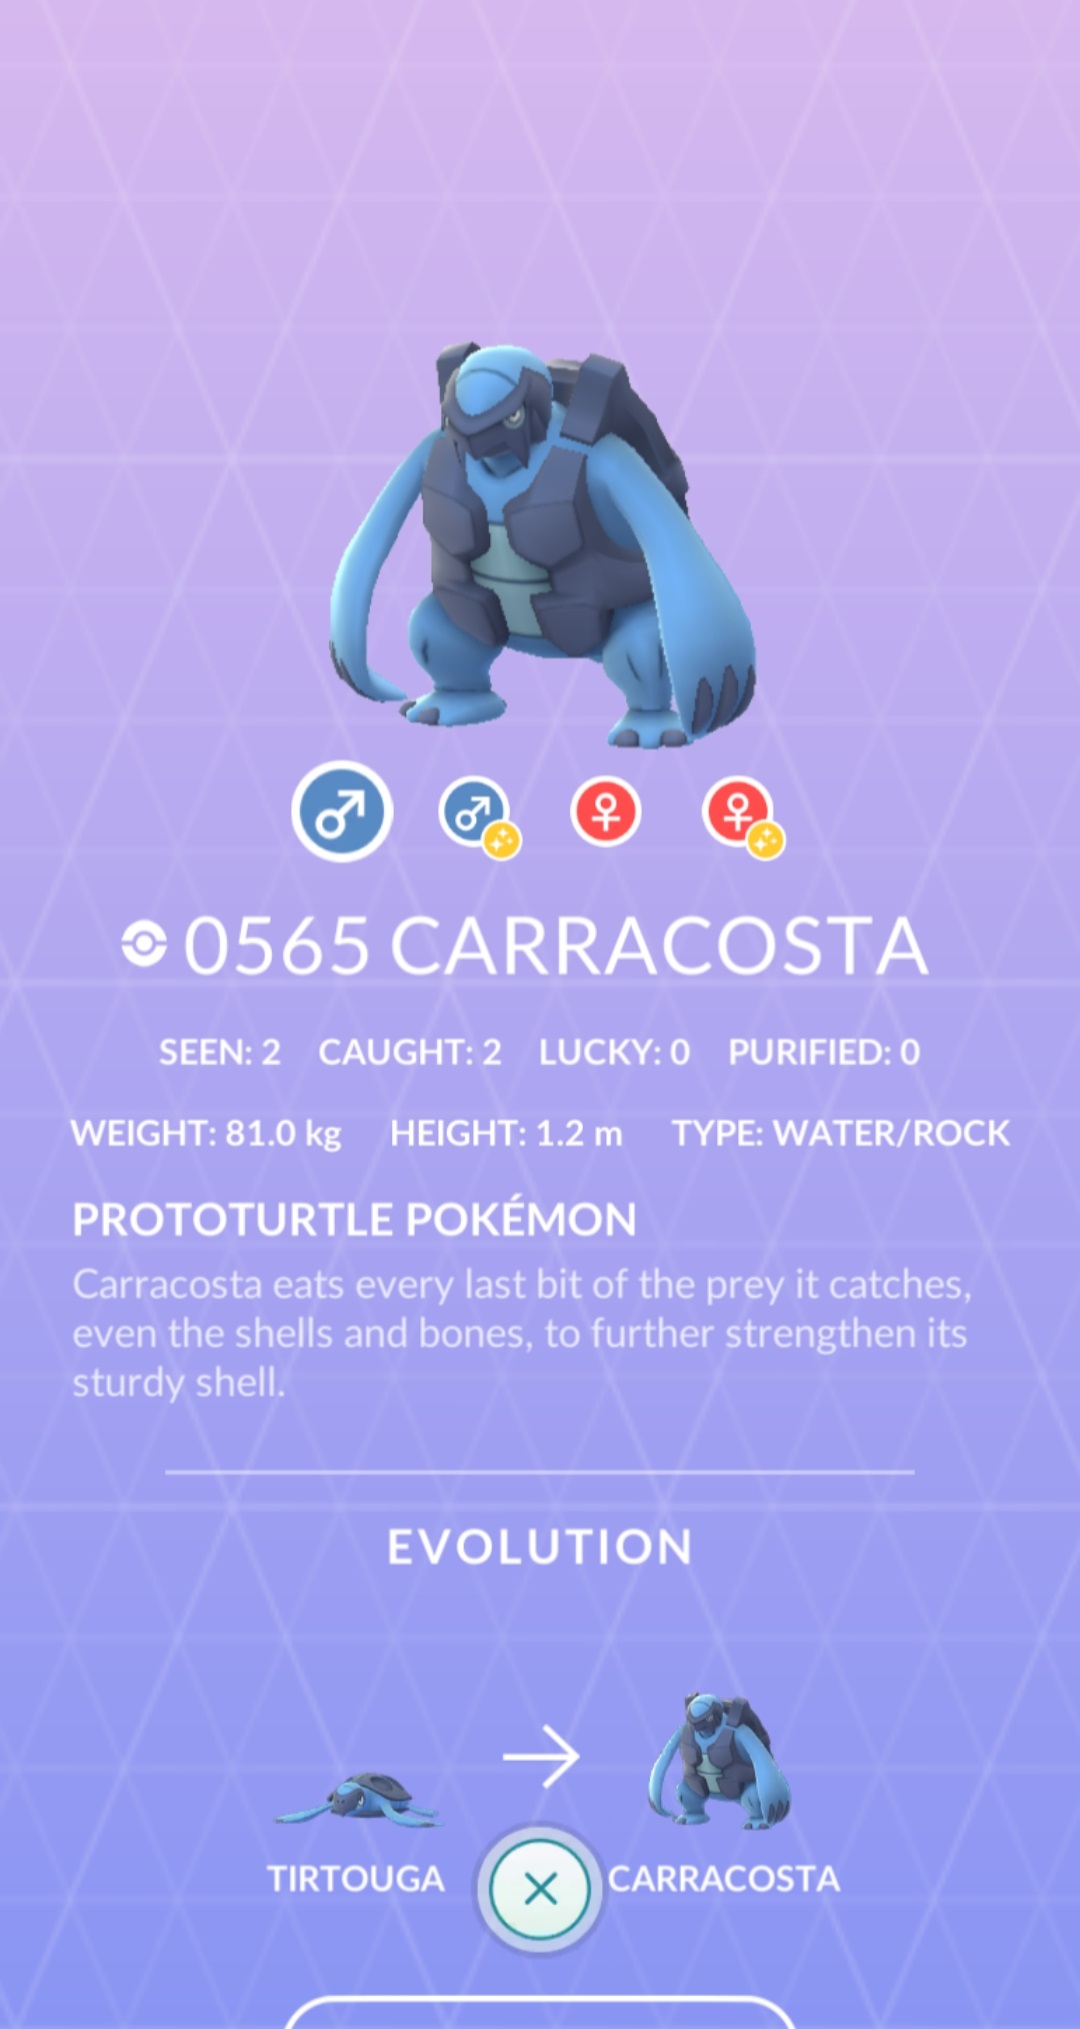 0565 CARRACOSTA
SEEN: 2 CAUGHT: 2 LUCKY: 0 PURIFIED: 0
WEIGHT: 81.0 kg HEIGHT: 1.2 m TYPE: WATER/ROCK
PROTOTURTLE POKÉMON
Carracosta eats every last bit of the prey it catches,
even the shells and bones, to further strengthen its
sturdy shell.
EVOLUTION
TIRTOUGA CARRACOSTA